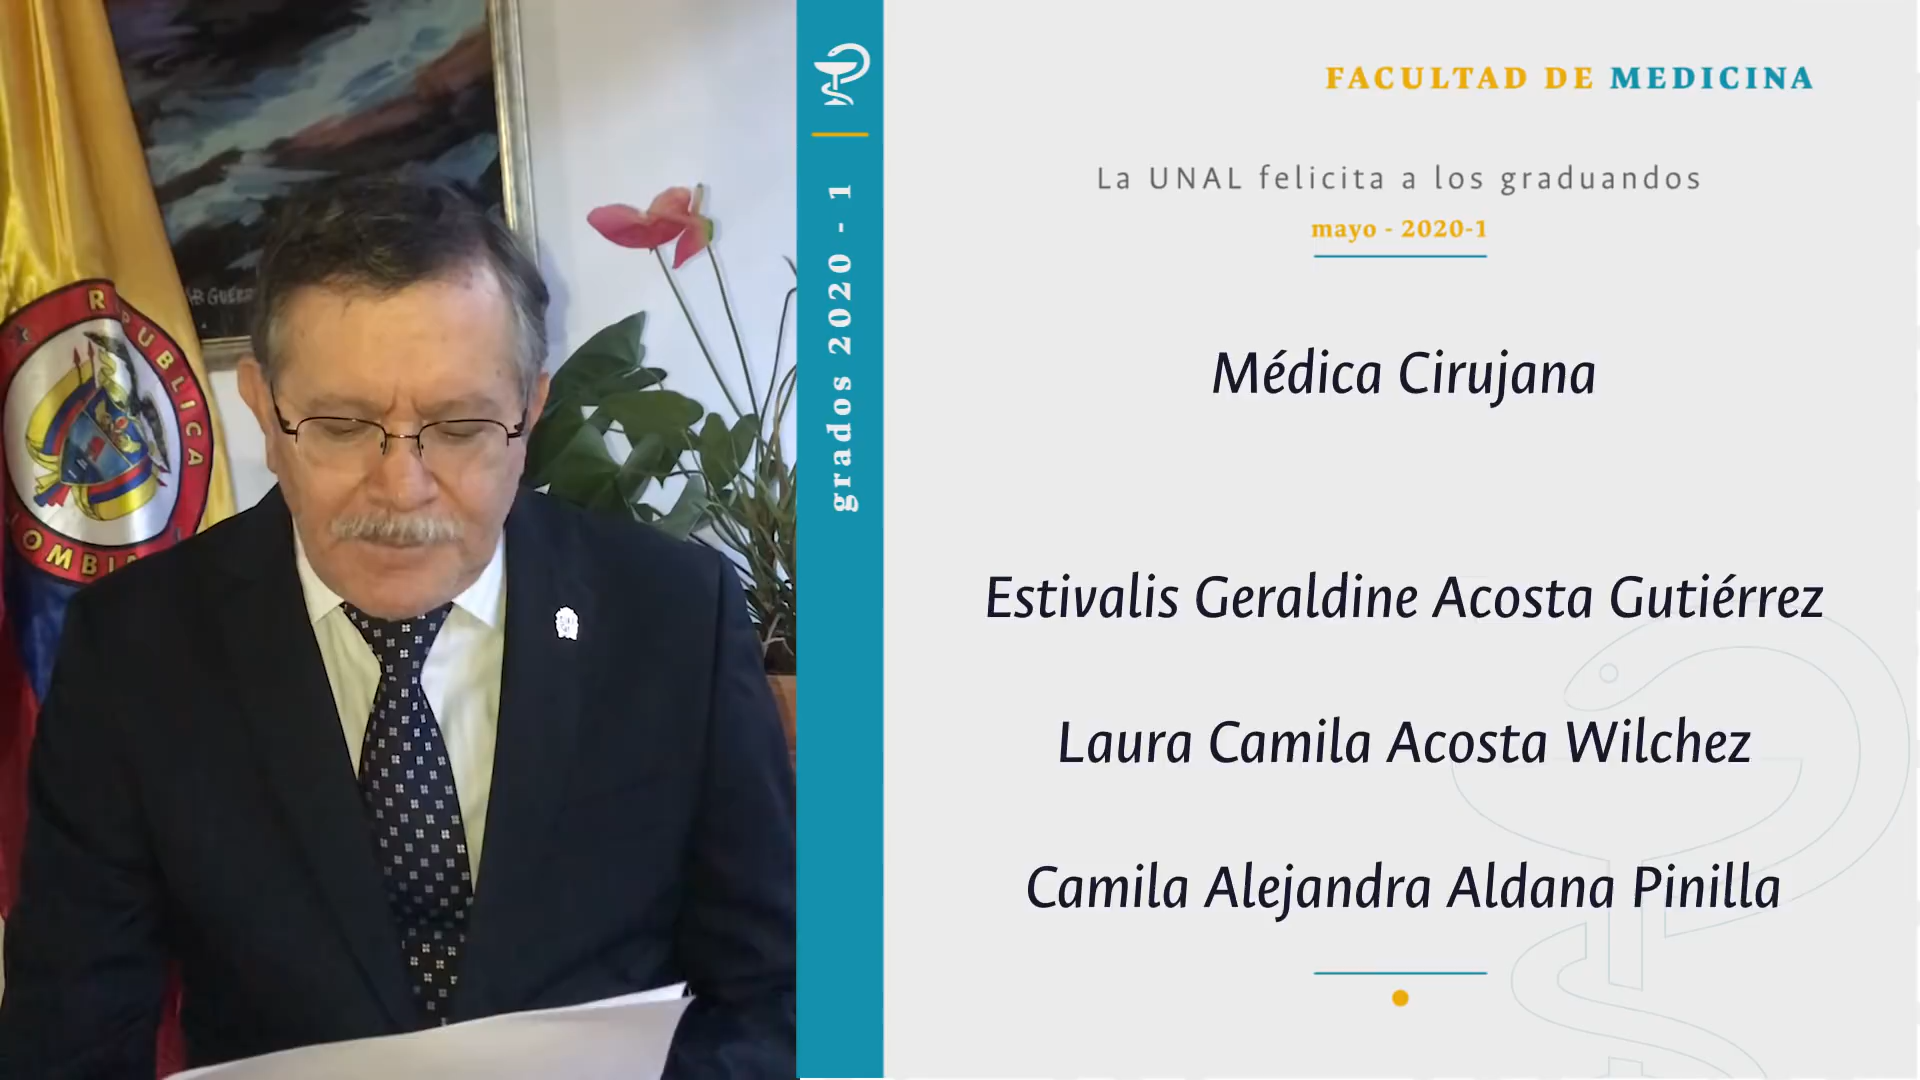 FACULTAD DE MEDICINA
La UNAL felicita a los graduandos
mayo - 2020-1
Médica Cirujana
Estivalis Geraldine Acosta Gutiérrez
Laura Camila Acosta Wilchez
Camila Alejandra Aldana Pinilla
grados 2020 - 1